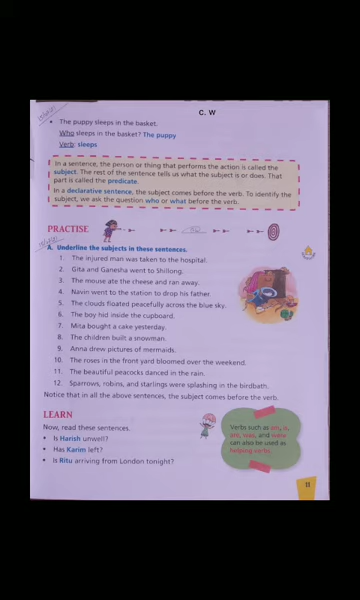 C. W
• The puppy sleeps in the basket.
Who sleeps in the basket? The puppy
Verb: sleeps
In a sentence, the person or thing that performs the action is called the
subject. The rest of the sentence tells us what the subject is or does. That
part is called the predicate.
In a declarative sentence, the subject comes before the verb. To identify the
subject, we ask the question who or what before the verb.
PRACTISE
A. Underline the subjects in these sentences.
1. The injured man was taken to the hospital.
2. Gita and Ganesha went to Shillong.
3. The mouse ate the cheese and ran away.
4. Navin went to the station to drop his father.
5. The clouds floated peacefully across the blue sky.
6. The boy hid inside the cupboard.
7. Mita bought a cake yesterday.
8. The children built a snowman.
9. Anna drew pictures of mermaids.
10. The roses in the front yard bloomed over the weekend.
11. The beautiful peacocks danced in the rain.
12. Sparrows, robins, and starlings were splashing in the birdbath.
Notice that in all the above sentences, the subject comes before the verb.
LEARN
Now, read these sentences.
• Is Harish unwell?
• Has Karim left?
• Is Ritu arriving from London tonight?
Verbs such as am, is,
are, was, and were
can also be used as
helping verbs.
11